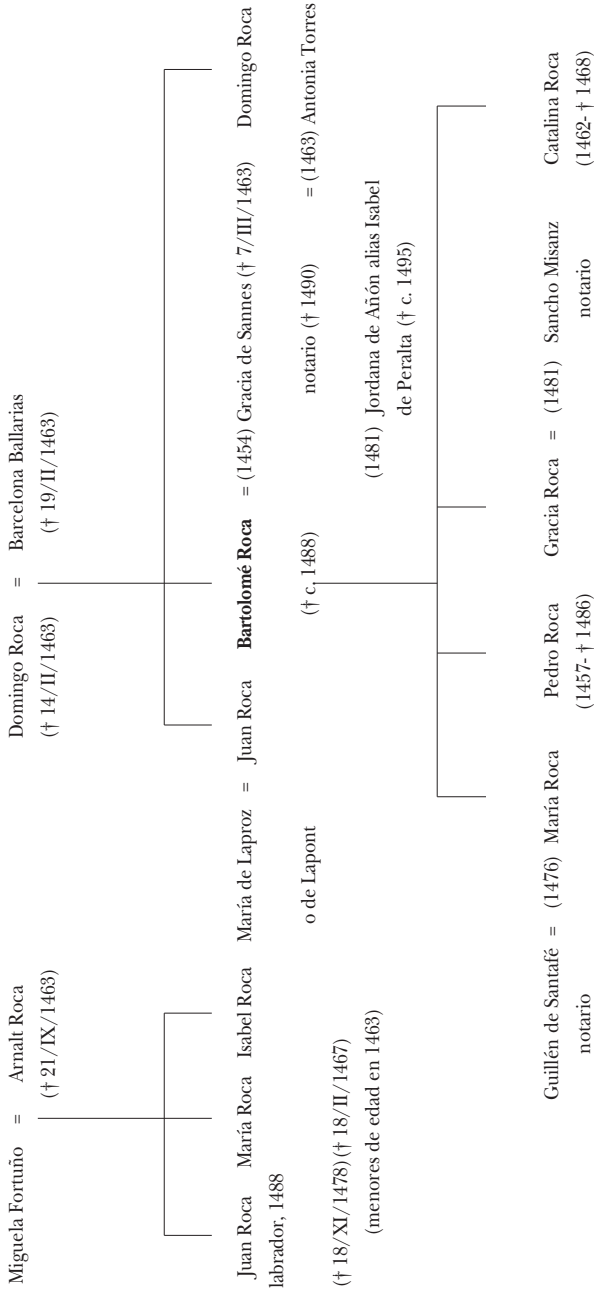 Miguela Fortuño = Arnalt Roca
(† 21/IX/1463)
Domingo Roca = Barcelona Ballarias
(† 14/II/1463) († 19/II/1463)
Juan Roca María Roca Isabel Roca
labrador, 1488
(† 18/XI/1478) († 18/II/1467)
(menores de edad en 1463)
María de Laproz = Juan Roca
o de Lapont
Bartolomé Roca = (1454) Gracia de Sannes († 7/III/1463)
(† c. 1488)
(1481) Jordana de Añón alias Isabel
de Peralta († c. 1495)
Domingo Roca
notario († 1490) = (1463) Antonia Torres
Guillén de Santafé = (1476) María Roca
notario
Pedro Roca
(1457- † 1486)
Gracia Roca = (1481) Sancho Misanz
notario
Catalina Roca
(1462- † 1468)